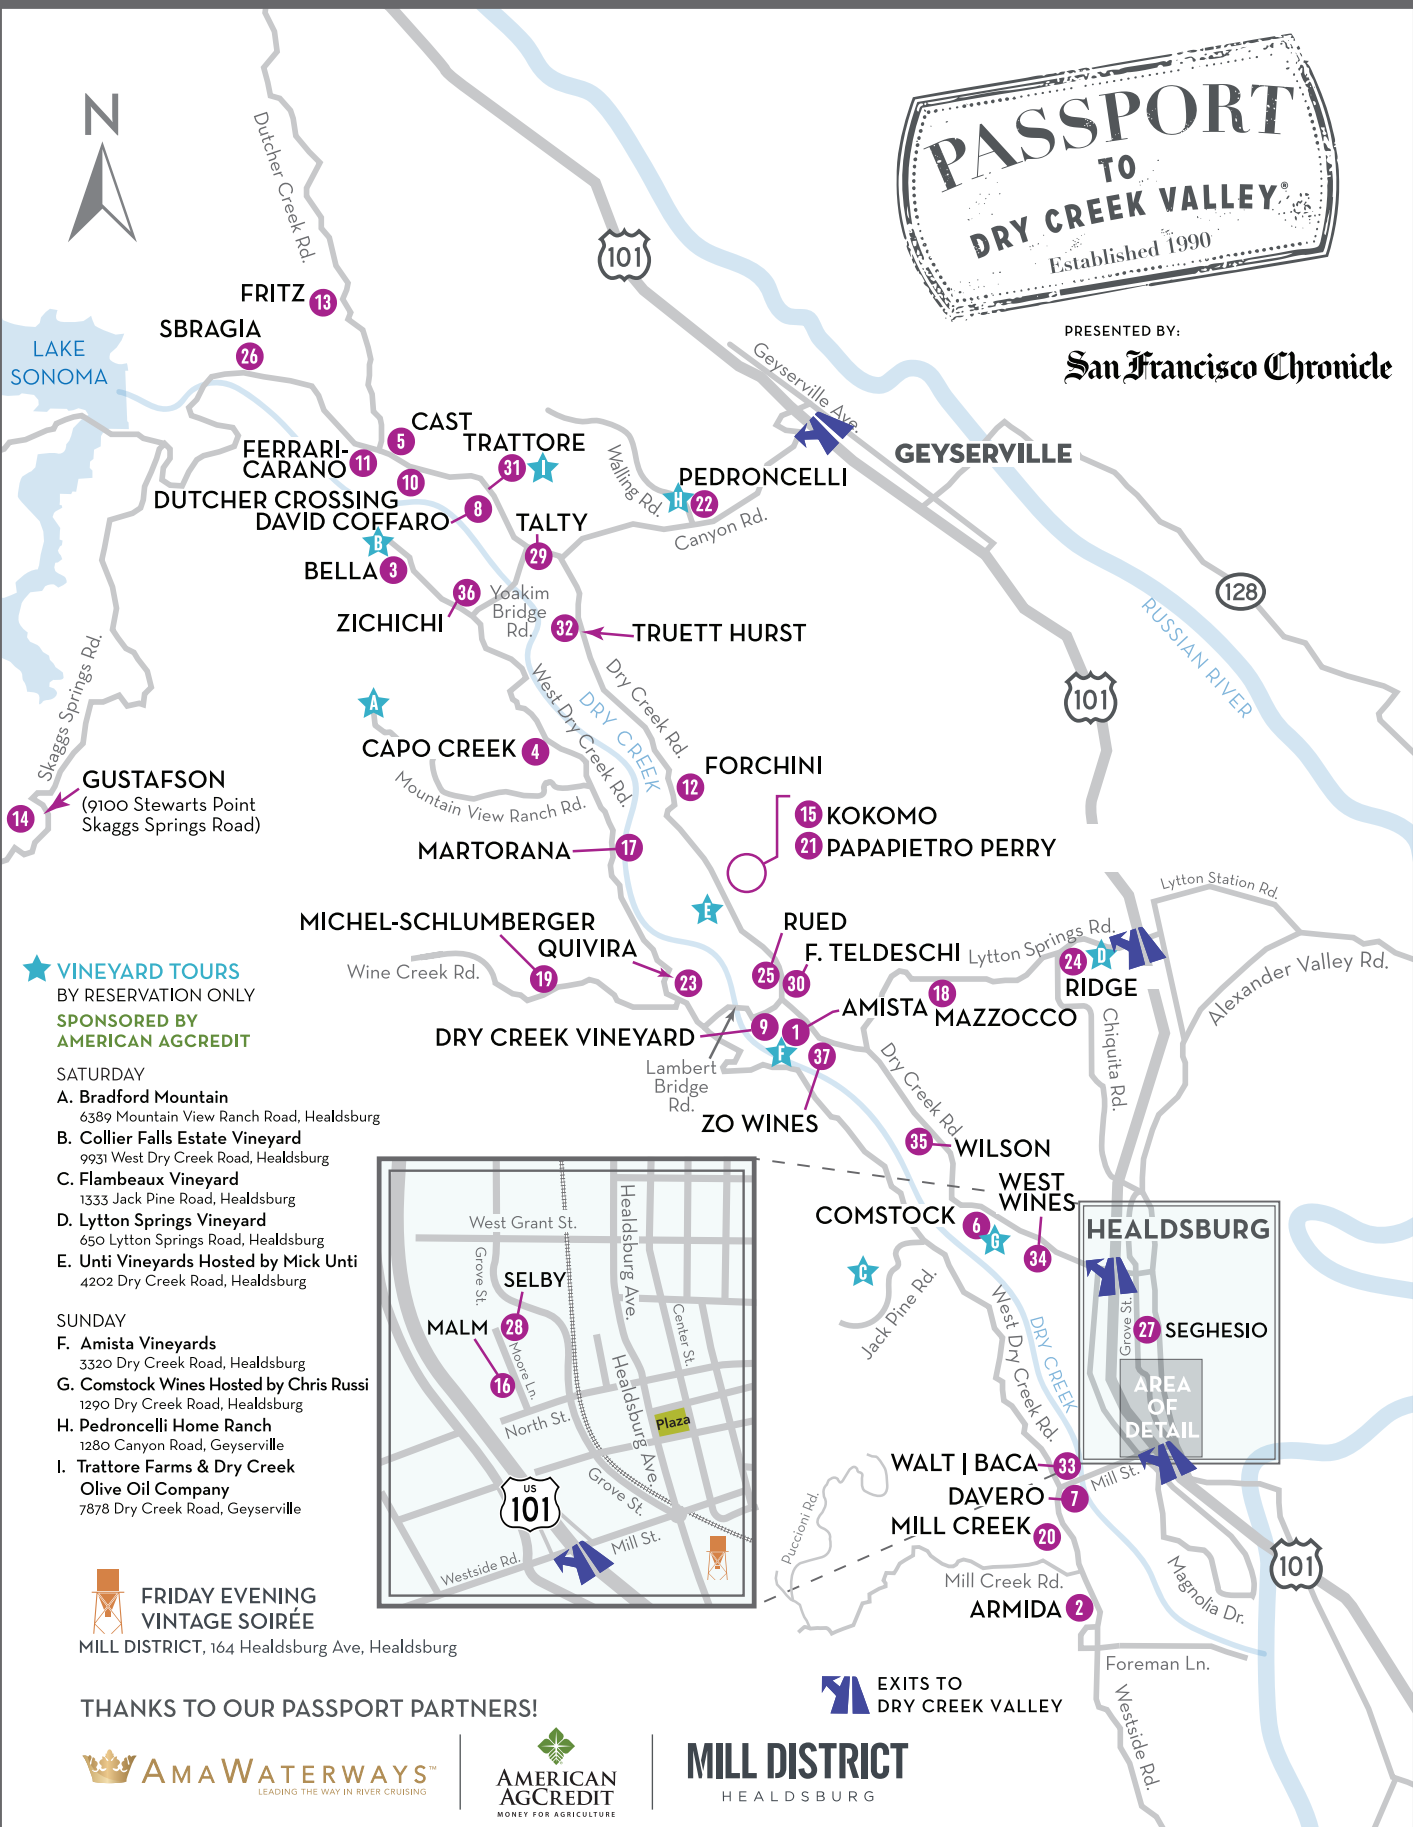 N
PASSPORT
TO
DRY CREEK VALLEY®
Established 1990
PRESENTED BY:
San Francisco Chronicle
Dutcher Creek Rd.
101
FRITZ 13
SBRAGIA
26
LAKE
SONOMA
Geyserville Ave.
GEYSERVILLE
CAST
5
TRATTORE
31 I
FERRARI-
CARANO 11
10
DUTCHER CROSSING
DAVID COFFARO 8
Walling Rd.
PEDRONCELLI
H 22
Canyon Rd.
TALTY
29
B
BELLA 3
36
ZICHICHI
Yoakim
Bridge
Rd.
32 TRUETT HURST
128
RUSSIAN RIVER
101
Skaggs Springs Rd.
West Dry Creek Rd.
DRY CREEK
Dry Creek Rd.
A
CAPO CREEK 4
Mountain View Ranch Rd.
FORCHINI
12
GUSTAFSON
(9100 Stewarts Point
Skaggs Springs Road)
14
15 KOKOMO
21 PAPAPIETRO PERRY
MARTORANA 17
E
Lytton Station Rd.
MICHEL-SCHLUMBERGER
19
QUIVIRA
23
Wine Creek Rd.
RUED
25
F. TELDESCHI
30
Lytton Springs Rd.
24 D
RIDGE
Alexander Valley Rd.
AMISTA
1
18
MAZZOCCO
DRY CREEK VINEYARD 9
F
37
ZO WINES
Lambert
Bridge
Rd.
Chiquita Rd.
Dry Creek Rd.
35 WILSON
WEST
WINES
34
COMSTOCK 6
G
C
Jack Pine Rd.
West Dry Creek Rd.
DRY CREEK
HEALDSBURG
Grove St.
27 SEGHESIO
AREA
OF
DETAIL
WALT | BACA 33
Mill St.
DAVERO 7
MILL CREEK 20
Puccioni Rd.
Mill Creek Rd.
ARMIDA 2
Magnolia Dr.
101
Foreman Ln.
Westside Rd.
VINEYARD TOURS
BY RESERVATION ONLY
SPONSORED BY
AMERICAN AGCREDIT
SATURDAY
A. Bradford Mountain
6389 Mountain View Ranch Road, Healdsburg
B. Collier Falls Estate Vineyard
9931 West Dry Creek Road, Healdsburg
C. Flambeaux Vineyard
1333 Jack Pine Road, Healdsburg
D. Lytton Springs Vineyard
650 Lytton Springs Road, Healdsburg
E. Unti Vineyards Hosted by Mick Unti
4202 Dry Creek Road, Healdsburg
SUNDAY
F. Amista Vineyards
3320 Dry Creek Road, Healdsburg
G. Comstock Wines Hosted by Chris Russi
1290 Dry Creek Road, Healdsburg
H. Pedroncelli Home Ranch
1280 Canyon Road, Geyserville
I. Trattore Farms & Dry Creek
Olive Oil Company
7878 Dry Creek Road, Geyserville
West Grant St.
Grove St.
Healdsburg Ave.
SELBY
28
MALM
16
Moore Ln.
Center St.
North St.
Healdsburg Ave.
Plaza
Grove St.
US
101
Westside Rd.
Mill St.
FRIDAY EVENING
VINTAGE SOIRÉE
MILL DISTRICT, 164 Healdsburg Ave, Healdsburg
EXITS TO
DRY CREEK VALLEY
THANKS TO OUR PASSPORT PARTNERS!
AMAWATERWAYS™
LEADING THE WAY IN RIVER CRUISING
AMERICAN
AGCREDIT
MONEY FOR AGRICULTURE
MILL DISTRICT
HEALDSBURG